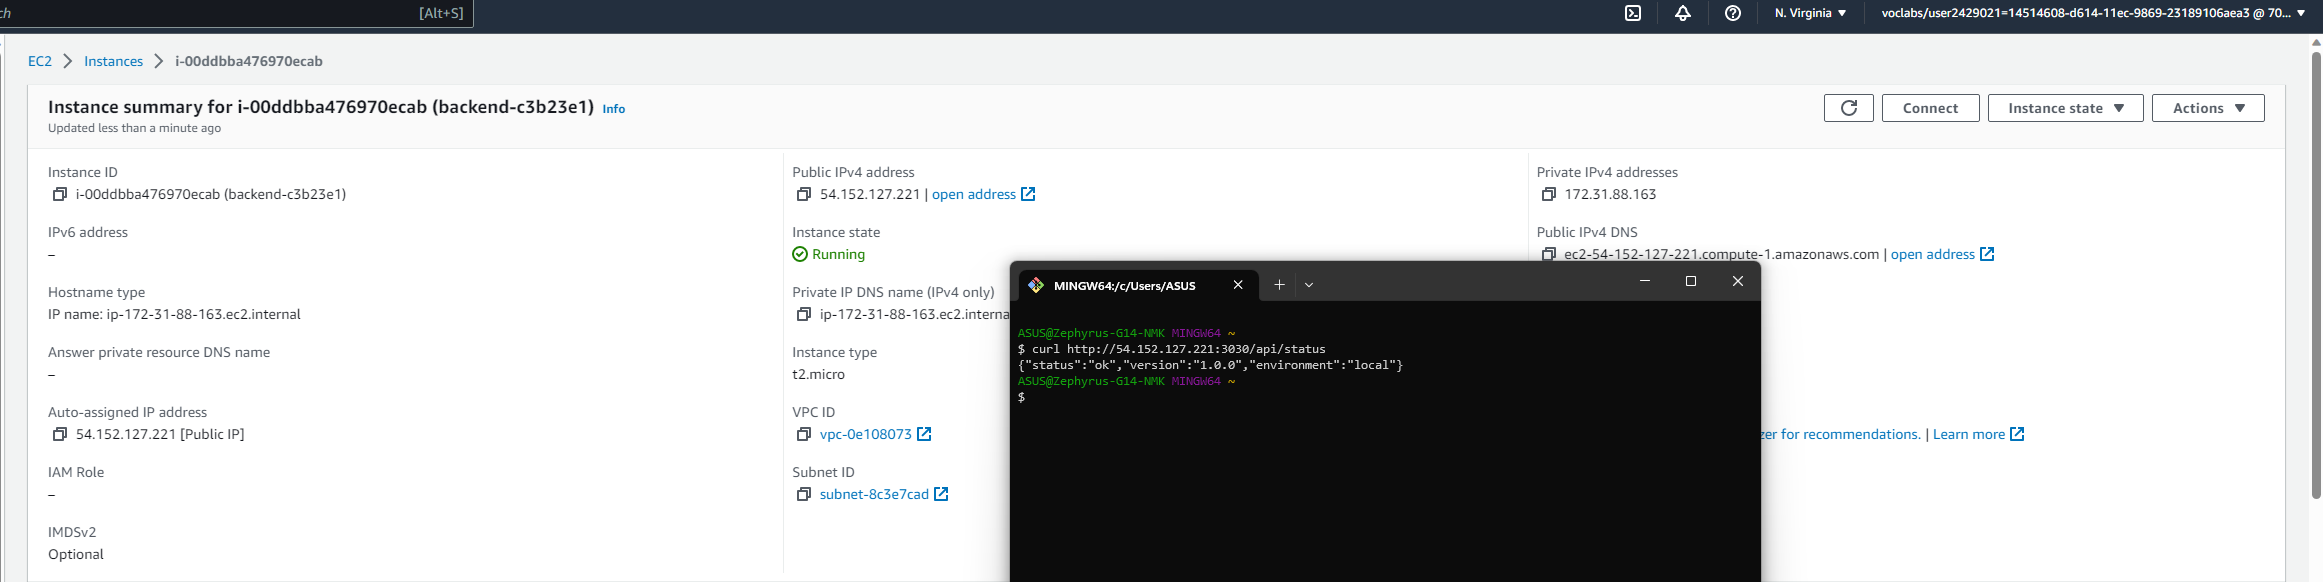 ch
[Alt+S]
N. Virginia
voclabs/user2429021=14514608-d614-11ec-9869-23189106aea3 @ 70...
EC2 > Instances > i-00ddbba476970ecab
Instance summary for i-00ddbba476970ecab (backend-c3b23e1) Info
Updated less than a minute ago
Connect
Instance state
Actions
Instance ID
i-00ddbba476970ecab (backend-c3b23e1)
IPv6 address
–
Hostname type
IP name: ip-172-31-88-163.ec2.internal
Answer private resource DNS name
–
Auto-assigned IP address
54.152.127.221 [Public IP]
IAM Role
–
IMDSv2
Optional
Public IPv4 address
54.152.127.221 | open address
Instance state
Running
Private IP DNS name (IPv4 only)
ip-172-31-88-163.ec2.interna
Instance type
t2.micro
VPC ID
vpc-0e108073
Subnet ID
subnet-8c3e7cad
Private IPv4 addresses
172.31.88.163
Public IPv4 DNS
ec2-54-152-127-221.compute-1.amazonaws.com | open address
zer for recommendations. | Learn more
MINGW64:/c/Users/ASUS
ASUS@Zephyrus-G14-NMK MINGW64 ~
$ curl http://54.152.127.221:3030/api/status
{"status":"ok","version":"1.0.0","environment":"local"}
ASUS@Zephyrus-G14-NMK MINGW64 ~
$